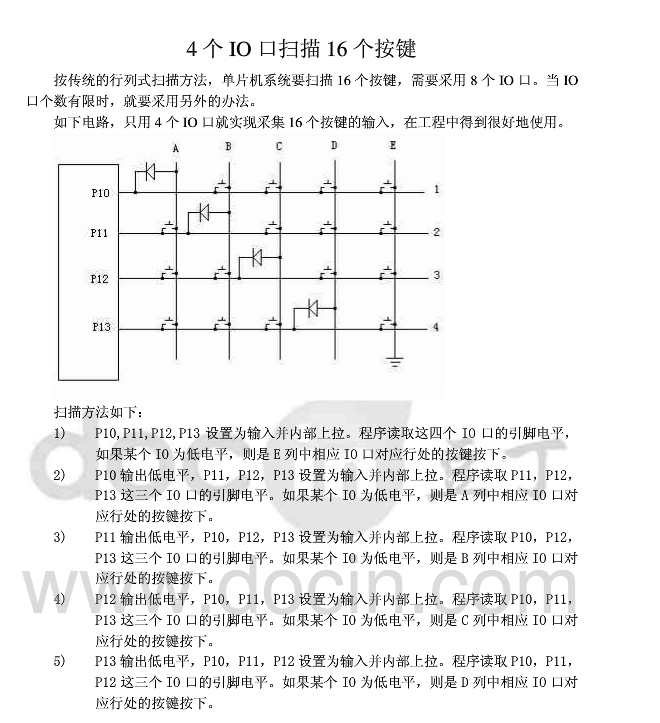 4 个 IO 口扫描 16 个按键
按传统的行列式扫描方法，单片机系统要扫描 16 个按键，需要采用 8 个 IO 口。当 IO
口个数有限时，就要采用另外的办法。
如下电路，只用 4 个 IO 口就实现采集 16 个按键的输入，在工程中得到很好地使用。
A B C D E
P10 1
P11 2
P12 3
P13 4
扫描方法如下：
1) P10,P11,P12,P13 设置为输入并内部上拉。程序读取这四个 IO 口的引脚电平，
如果某个 IO 为低电平，则是 E 列中相应 IO 口对应行处的按键按下。
2) P10 输出低电平，P11，P12，P13 设置为输入并内部上拉。程序读取 P11，P12，
P13 这三个 IO 口的引脚电平。如果某个 IO 为低电平，则是 A 列中相应 IO 口对
应行处的按键按下。
3) P11 输出低电平，P10，P12，P13 设置为输入并内部上拉。程序读取 P10，P12，
P13 这三个 IO 口的引脚电平。如果某个 IO 为低电平，则是 B 列中相应 IO 口对
应行处的按键按下。
4) P12 输出低电平，P10，P11，P13 设置为输入并内部上拉。程序读取 P10，P11，
P13 这三个 IO 口的引脚电平。如果某个 IO 为低电平，则是 C 列中相应 IO 口对
应行处的按键按下。
5) P13 输出低电平，P10，P11，P12 设置为输入并内部上拉。程序读取 P10，P11，
P12 这三个 IO 口的引脚电平。如果某个 IO 为低电平，则是 D 列中相应 IO 口对
应行处的按键按下。
www.docin.com